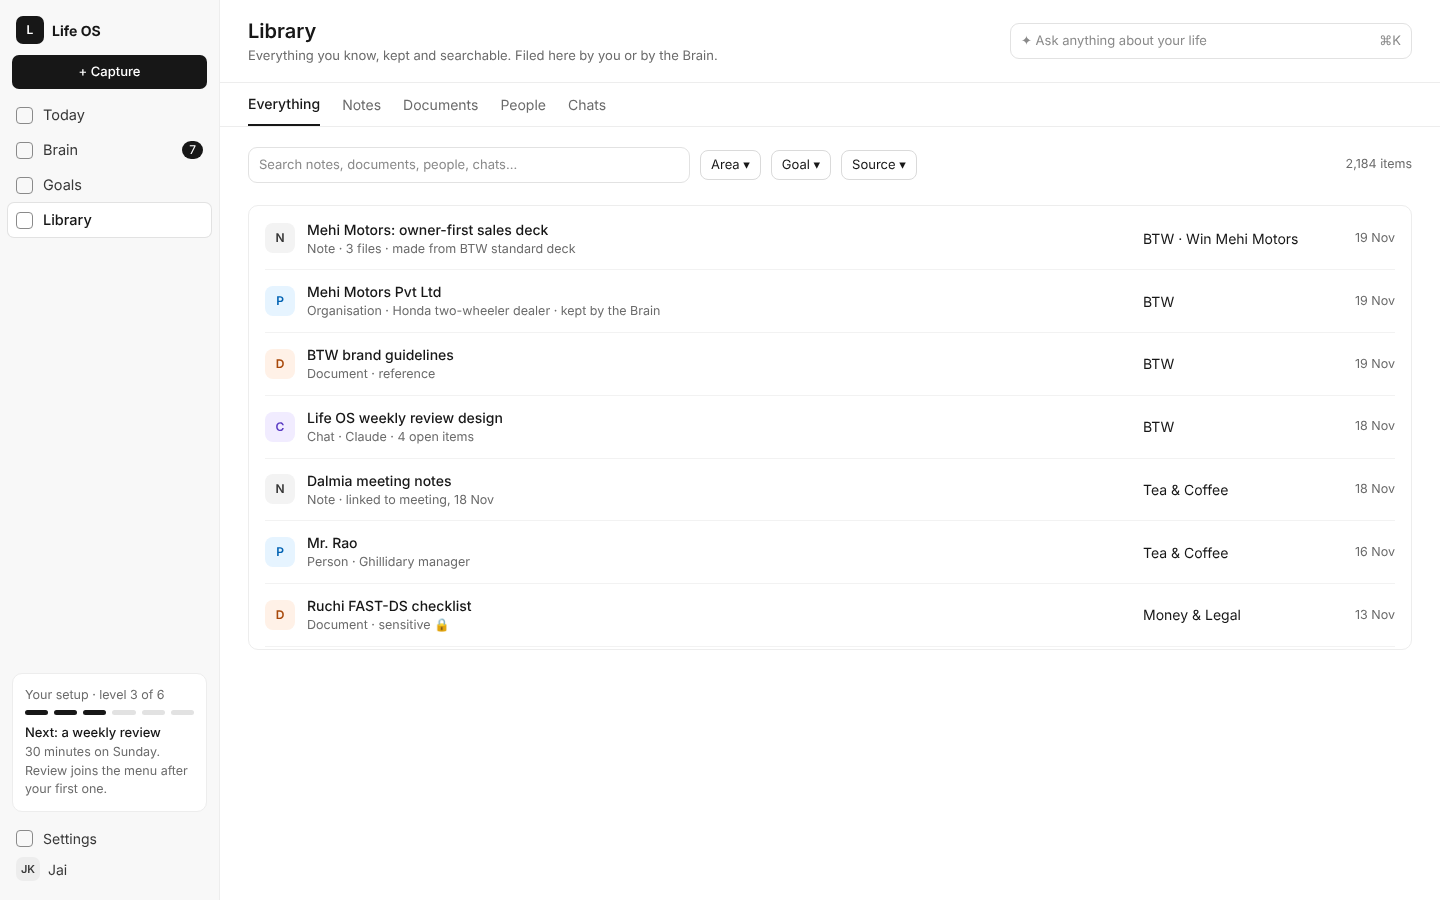 L Life OS
+ Capture
Today
Brain 7
Goals
Library
Your setup · level 3 of 6
Next: a weekly review
30 minutes on Sunday.
Review joins the menu after
your first one.
Settings
JK Jai
Library
Everything you know, kept and searchable. Filed here by you or by the Brain.
✦ Ask anything about your life ⌘K
Everything Notes Documents People Chats
Search notes, documents, people, chats...
Area ▾ Goal ▾ Source ▾ 2,184 items
N Mehi Motors: owner-first sales deck
Note · 3 files · made from BTW standard deck
BTW · Win Mehi Motors 19 Nov
P Mehi Motors Pvt Ltd
Organisation · Honda two-wheeler dealer · kept by the Brain
BTW 19 Nov
D BTW brand guidelines
Document · reference
BTW 19 Nov
C Life OS weekly review design
Chat · Claude · 4 open items
BTW 18 Nov
N Dalmia meeting notes
Note · linked to meeting, 18 Nov
Tea & Coffee 18 Nov
P Mr. Rao
Person · Ghillidary manager
Tea & Coffee 16 Nov
D Ruchi FAST-DS checklist
Document · sensitive 🔒
Money & Legal 13 Nov